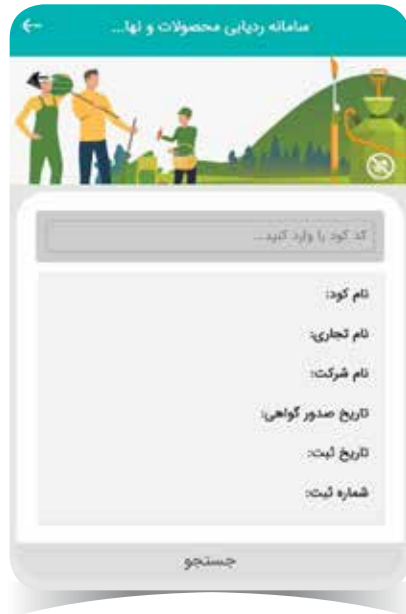 سامانه ردیابی محصولات و نها...
کد کود را وارد کنید...
نام کود:
نام تجاری:
نام شرکت:
تاریخ صدور گواهی:
تاریخ ثبت:
شماره ثبت:
جستجو